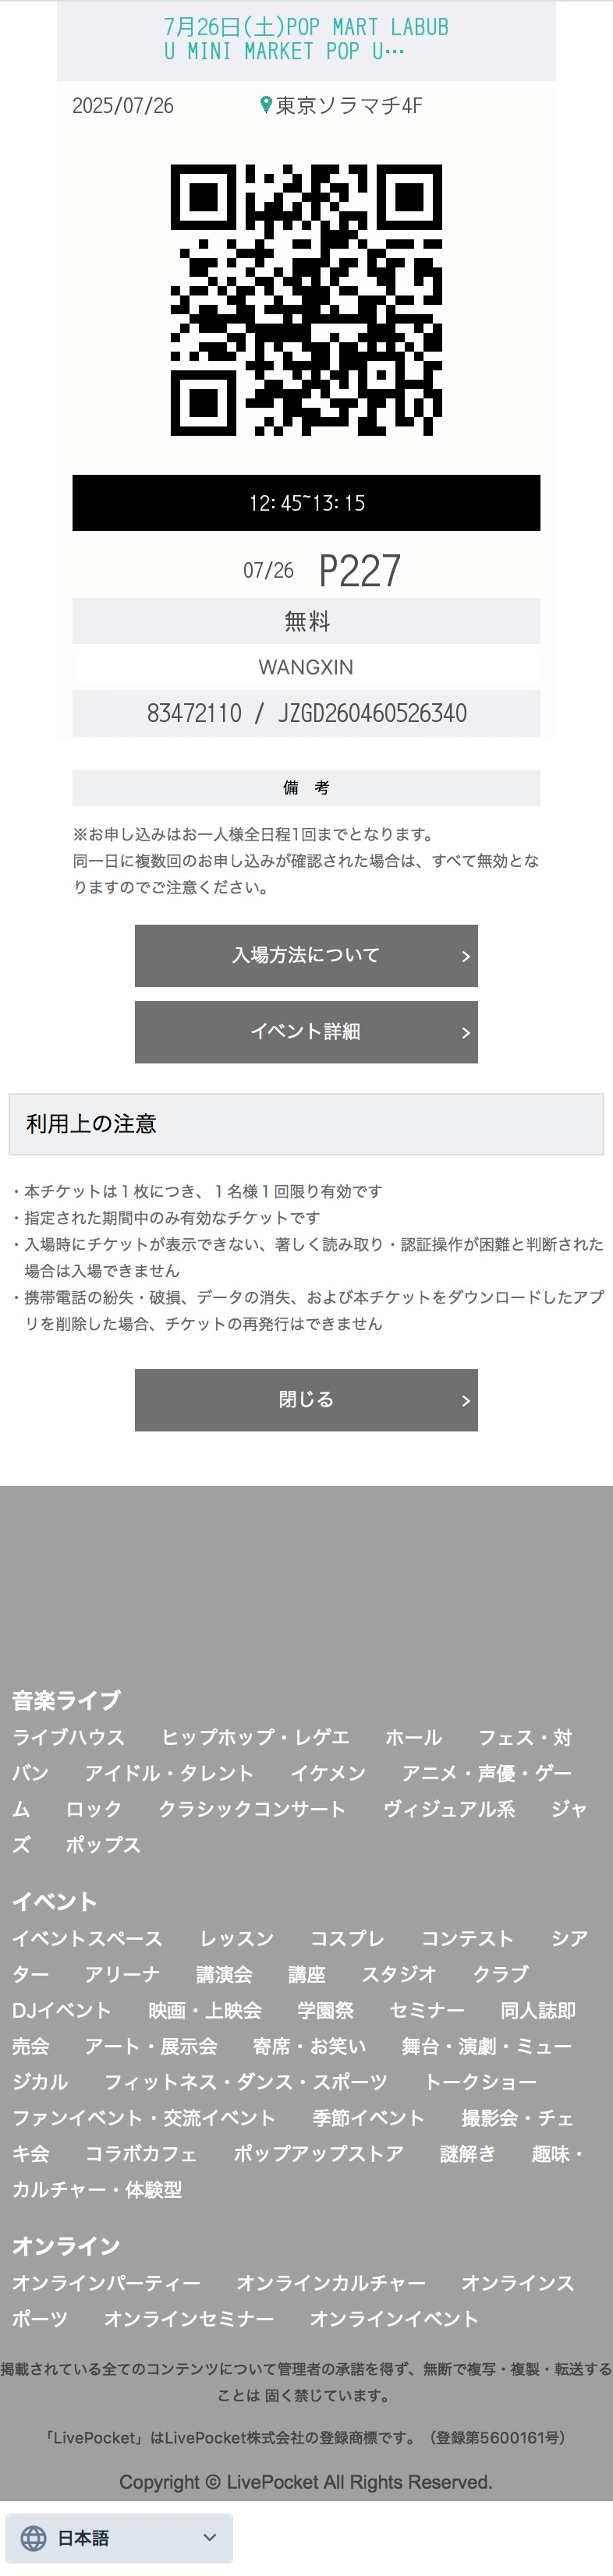 7月26日(土)POP MART LABUB
U MINI MARKET POP U…
2025/07/26 東京ソラマチ4F
12:45~13:15
07/26 P227
無料
WANGXIN
83472110 / JZGD260460526340
備 考
※お申し込みはお一人様全日程1回までとなります。
同一日に複数回のお申し込みが確認された場合は、すべて無効とな
りますのでご注意ください。
入場方法について
イベント詳細
利用上の注意
・本チケットは１枚につき、１名様１回限り有効です
・指定された期間中のみ有効なチケットです
・入場時にチケットが表示できない、著しく読み取り・認証操作が困難と判断された
場合は入場できません
・携帯電話の紛失・破損、データの消失、および本チケットをダウンロードしたアプ
リを削除した場合、チケットの再発行はできません
閉じる
音楽ライブ
ライブハウス ヒップホップ・レゲエ ホール フェス・対
バン アイドル・タレント イケメン アニメ・声優・ゲー
ム ロック クラシックコンサート ヴィジュアル系 ジャ
ズ ポップス
イベント
イベントスペース レッスン コスプレ コンテスト シア
ター アリーナ 講演会 講座 スタジオ クラブ
DJイベント 映画・上映会 学園祭 セミナー 同人誌即
売会 アート・展示会 寄席・お笑い 舞台・演劇・ミュー
ジカル フィットネス・ダンス・スポーツ トークショー
ファンイベント・交流イベント 季節イベント 撮影会・チェ
キ会 コラボカフェ ポップアップストア 謎解き 趣味・
カルチャー・体験型
オンライン
オンラインパーティー オンラインカルチャー オンラインス
ポーツ オンラインセミナー オンラインイベント
掲載されている全てのコンテンツについて管理者の承諾を得ず、無断で複写・複製・転送する
ことは 固く禁じています。
「LivePocket」はLivePocket株式会社の登録商標です。（登録第5600161号）
Copyright © LivePocket All Rights Reserved.
日本語